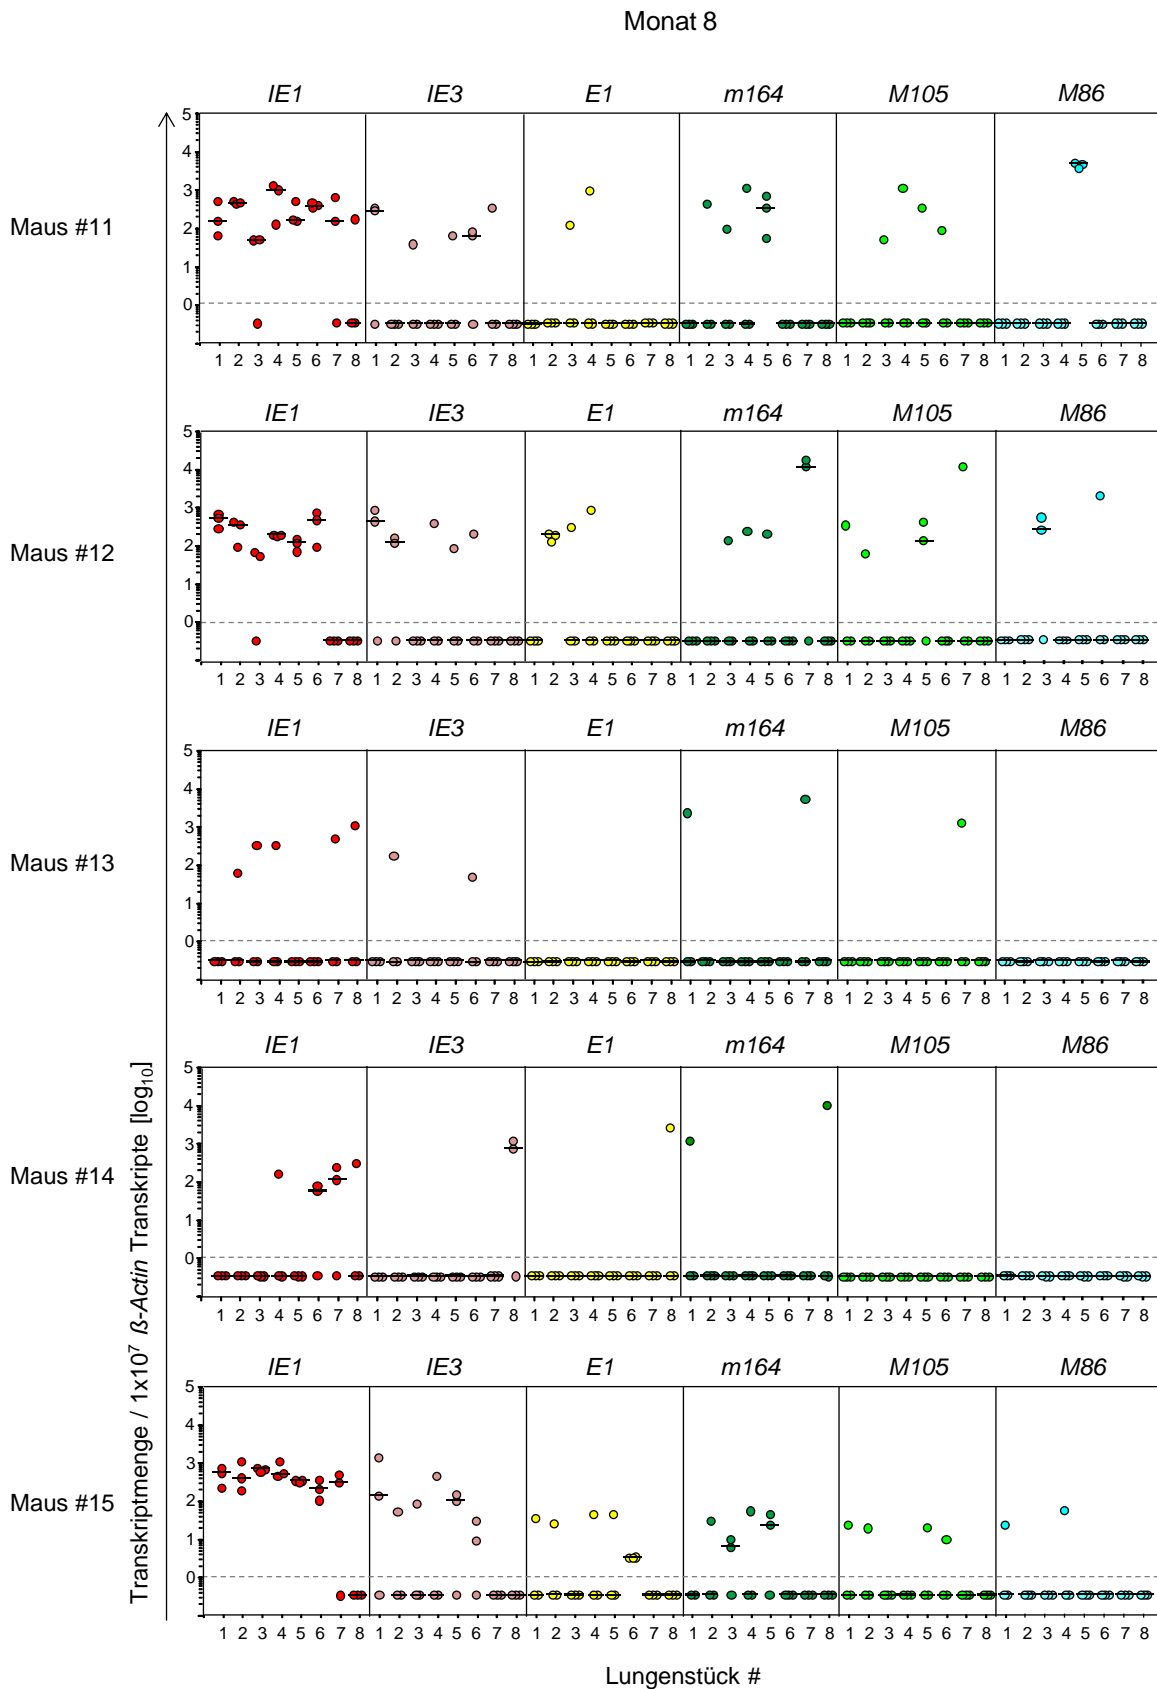 Monat 8
IE1 IE3 E1 m164 M105 M86
Maus #11
5
4
3
2
1
0
1 2 3 4 5 6 7 8 1 2 3 4 5 6 7 8 1 2 3 4 5 6 7 8 1 2 3 4 5 6 7 8 1 2 3 4 5 6 7 8 1 2 3 4 5 6 7 8
IE1 IE3 E1 m164 M105 M86
Maus #12
5
4
3
2
1
0
1 2 3 4 5 6 7 8 1 2 3 4 5 6 7 8 1 2 3 4 5 6 7 8 1 2 3 4 5 6 7 8 1 2 3 4 5 6 7 8 1 2 3 4 5 6 7 8
IE1 IE3 E1 m164 M105 M86
Maus #13
5
4
3
2
1
0
1 2 3 4 5 6 7 8 1 2 3 4 5 6 7 8 1 2 3 4 5 6 7 8 1 2 3 4 5 6 7 8 1 2 3 4 5 6 7 8 1 2 3 4 5 6 7 8
IE1 IE3 E1 m164 M105 M86
Maus #14
5
4
3
2
1
0
1 2 3 4 5 6 7 8 1 2 3 4 5 6 7 8 1 2 3 4 5 6 7 8 1 2 3 4 5 6 7 8 1 2 3 4 5 6 7 8 1 2 3 4 5 6 7 8
IE1 IE3 E1 m164 M105 M86
Maus #15
5
4
3
2
1
0
1 2 3 4 5 6 7 8 1 2 3 4 5 6 7 8 1 2 3 4 5 6 7 8 1 2 3 4 5 6 7 8 1 2 3 4 5 6 7 8 1 2 3 4 5 6 7 8
Transkriptmenge / 1x10⁷ ß-Actin Transkripte [log₁₀]
Lungenstück #